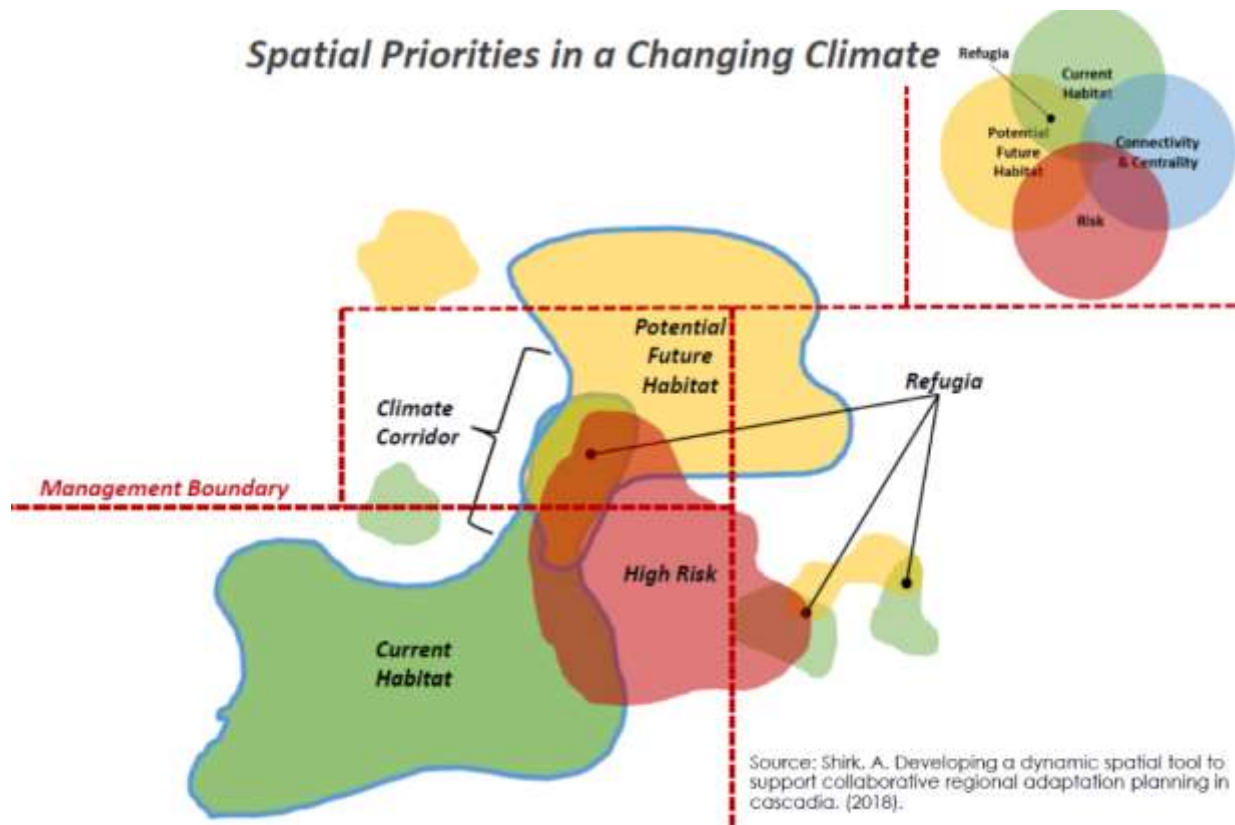 Spatial Priorities in a Changing Climate
Refugia
Current
Habitat
Potential
Future
Habitat
Connectivity
& Centrality
Risk
Potential
Future
Habitat
Refugia
Climate
Corridor
Management Boundary
High Risk
Current
Habitat
Source: Shirk, A. Developing a dynamic spatial tool to
support collaborative regional adaptation planning in
cascadia. (2018).